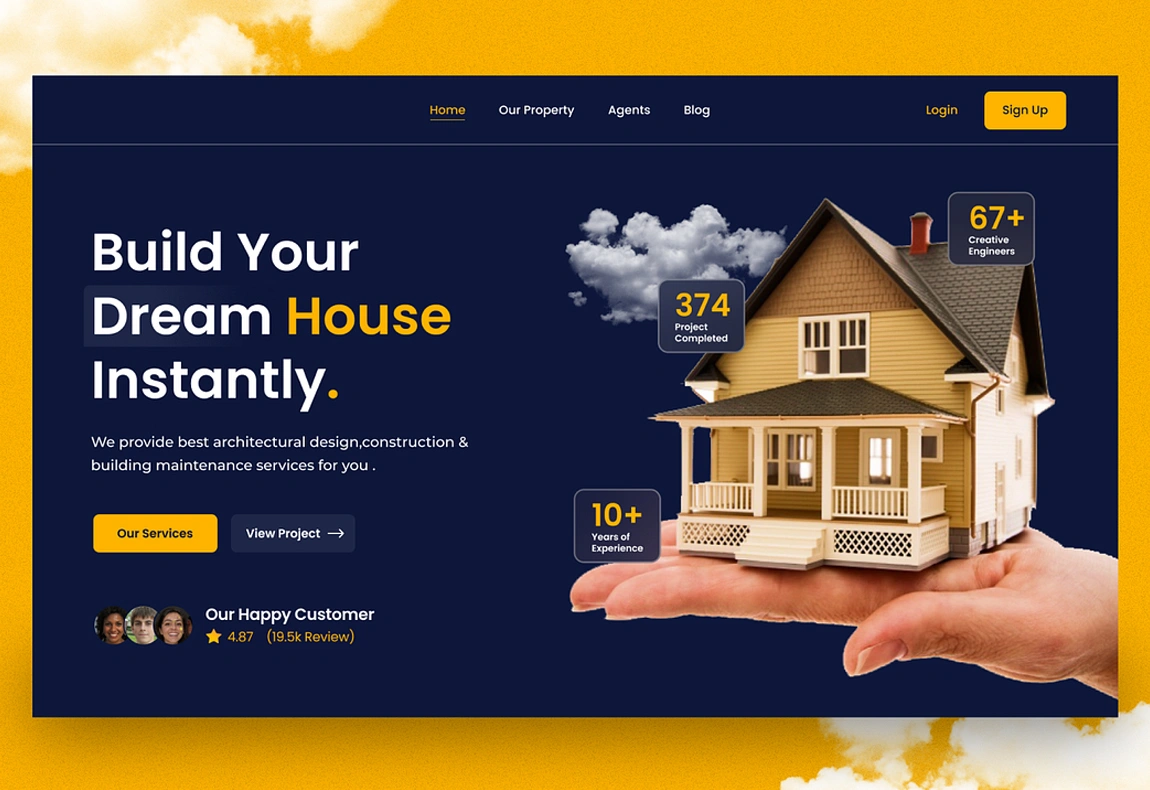 Home Our Property Agents Blog Login Sign Up
Build Your
Dream House
Instantly.
We provide best architectural design,construction &
building maintenance services for you .
Our Services View Project
Our Happy Customer
4.87 (19.5k Review)
67+
Creative
Engineers
374
Project
Completed
10+
Years of
Experience